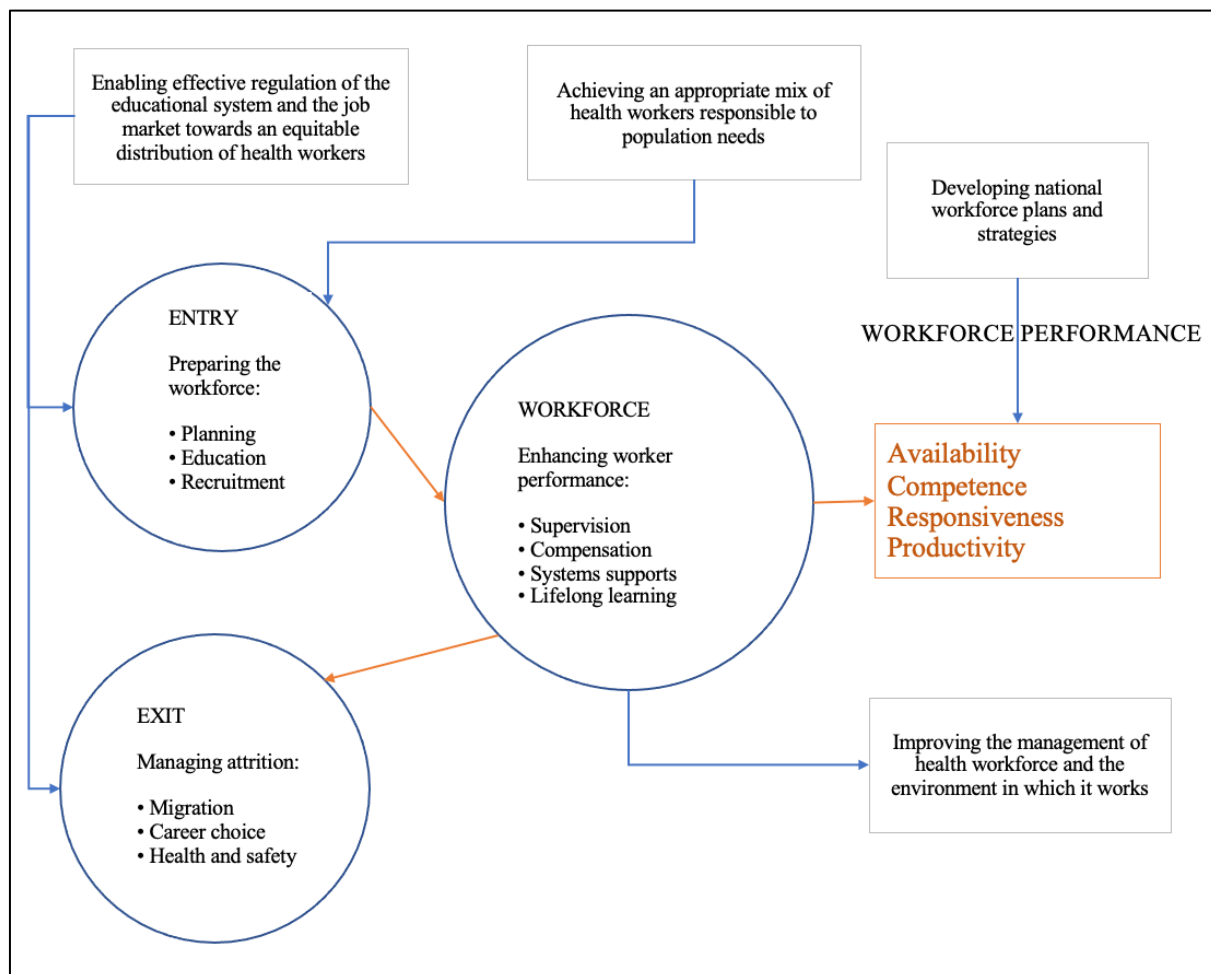 Enabling effective regulation of the
educational system and the job
market towards an equitable
distribution of health workers
Achieving an appropriate mix of
health workers responsible to
population needs
Developing national
workforce plans and
strategies
WORKFORCE PERFORMANCE
ENTRY
Preparing the
workforce:
• Planning
• Education
• Recruitment
WORKFORCE
Enhancing worker
performance:
• Supervision
• Compensation
• Systems supports
• Lifelong learning
Availability
Competence
Responsiveness
Productivity
EXIT
Managing attrition:
• Migration
• Career choice
• Health and safety
Improving the management of
health workforce and the
environment in which it works